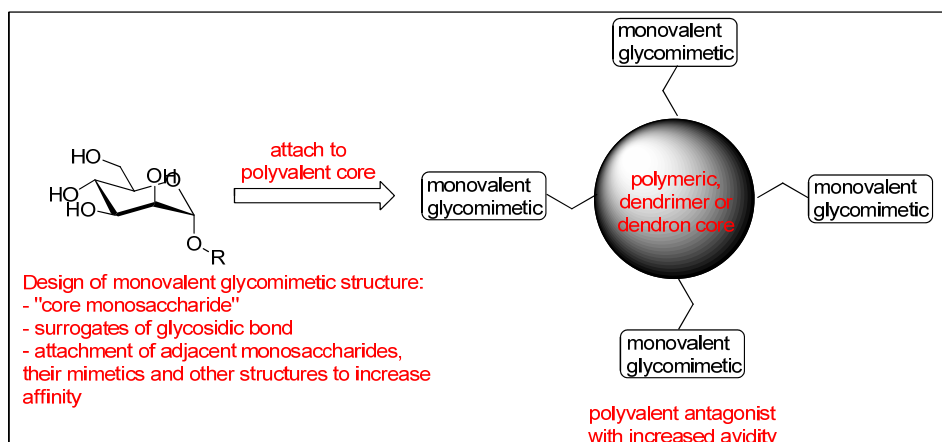 monovalent
glycomimetic
HO
OH
O
HO
HO
O
R
attach to
polyvalent core
monovalent
glycomimetic
polymeric,
dendrimer or
dendron core
monovalent
glycomimetic
Design of monovalent glycomimetic structure:
- "core monosaccharide"
- surrogates of glycosidic bond
- attachment of adjacent monosaccharides,
their mimetics and other structures to increase
affinity
monovalent
glycomimetic
polyvalent antagonist
with increased avidity